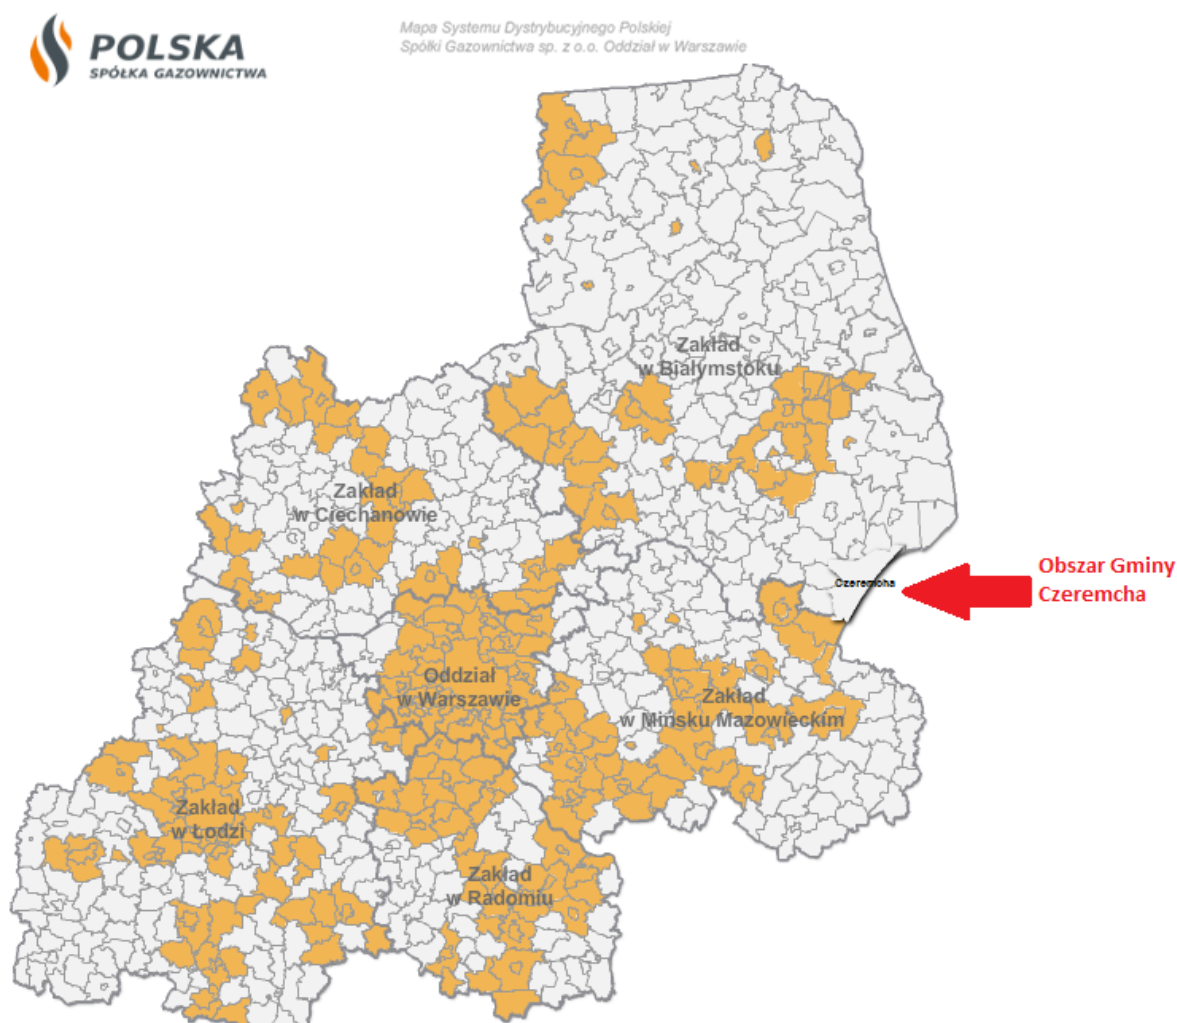 POLSKA
SPÓŁKA GAZOWNICTWA
Mapa Systemu Dystrybucyjnego Polskiej
Spółki Gazownictwa sp. z o.o. Oddział w Warszawie
Zakład
w Białymstoku
Zakład
w Ciechanowie
Czeremcha
Obszar Gminy
Czeremcha
Oddział
w Warszawie
Zakład
w Mińsku Mazowieckim
Zakład
w Łodzi
Zakład
w Radomiu